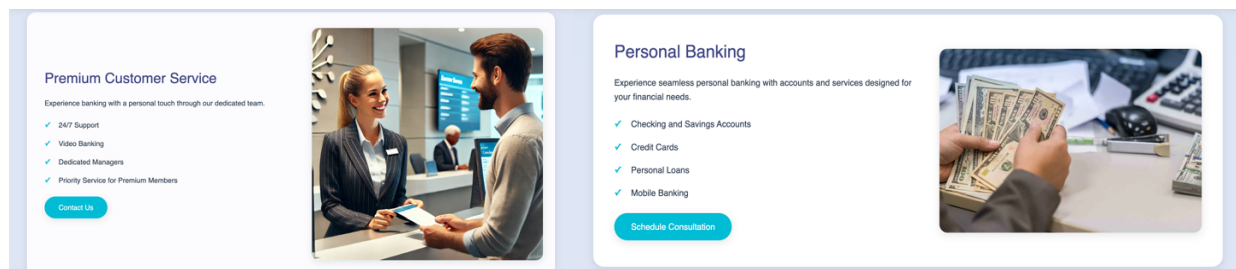 Premium Customer Service
Experience banking with a personal touch through our dedicated team.
✓ 24/7 Support
✓ Video Banking
✓ Dedicated Managers
✓ Priority Service for Premium Members
Contact Us
Personal Banking
Experience seamless personal banking with accounts and services designed for
your financial needs.
✓ Checking and Savings Accounts
✓ Credit Cards
✓ Personal Loans
✓ Mobile Banking
Schedule Consultation